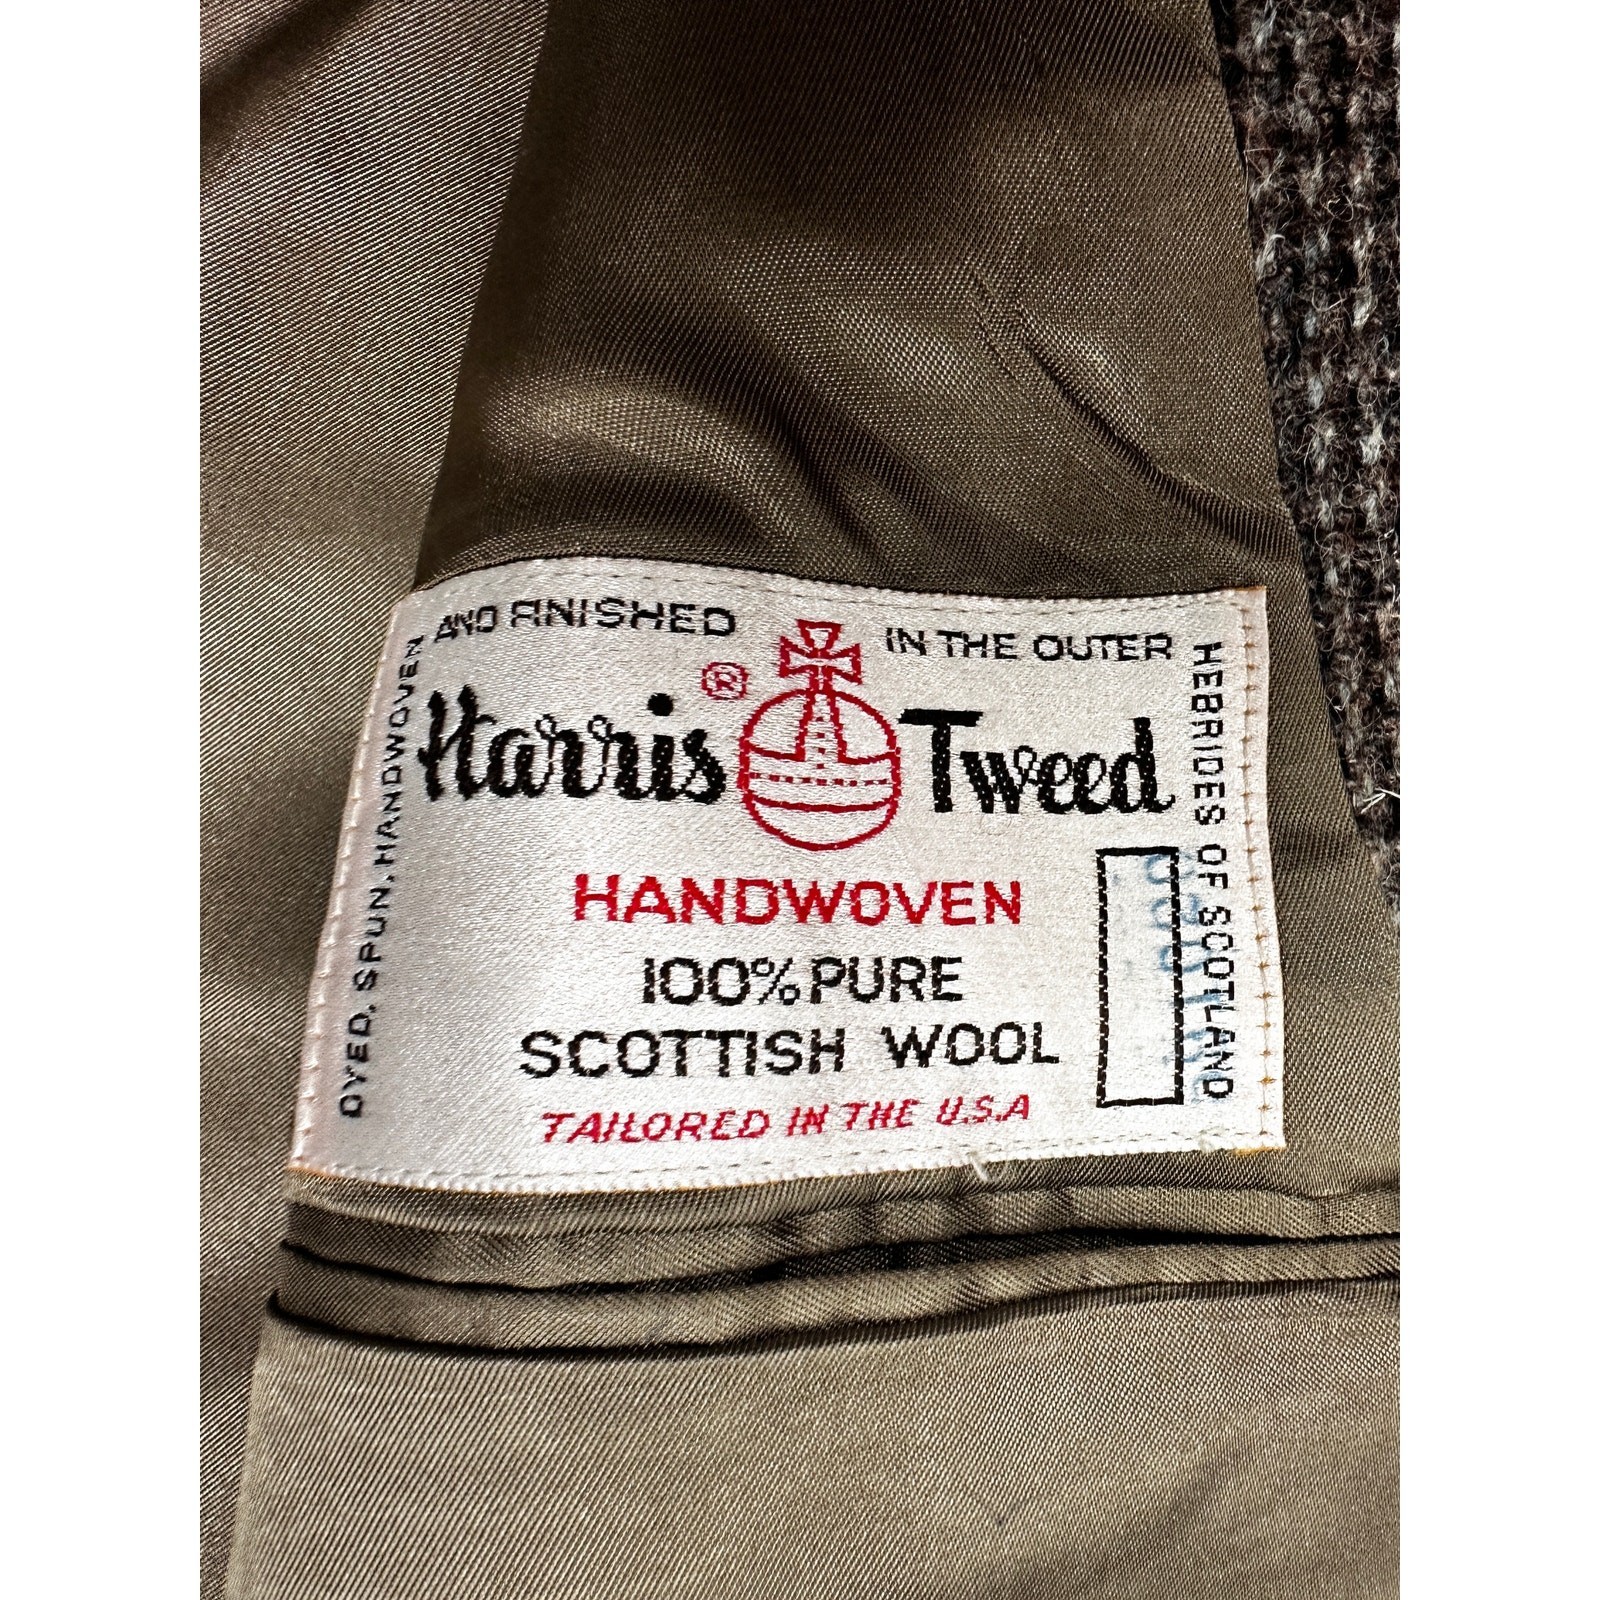 DYED, SPUN, HANDWOVEN AND FINISHED IN THE OUTER HEBRIDES OF SCOTLAND
Harris ® Tweed
HANDWOVEN
100% PURE
SCOTTISH WOOL
TAILORED IN THE U.S.A